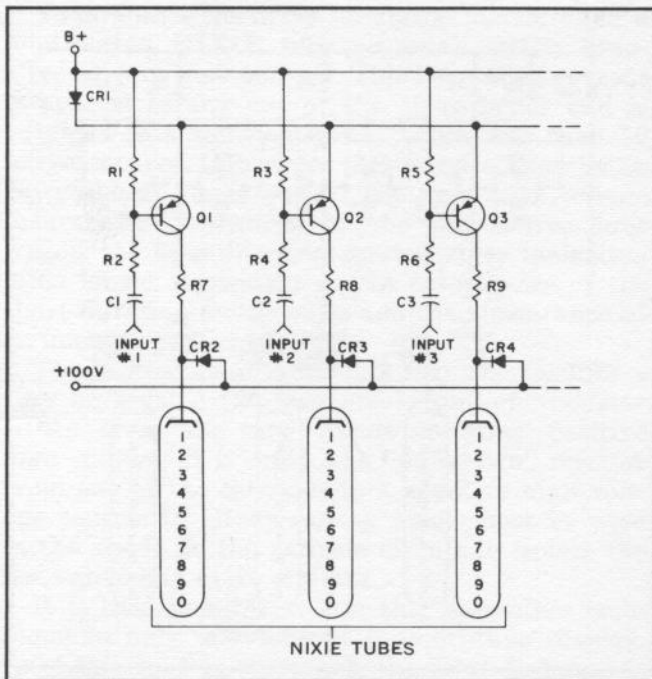 B+
CR1
R1
R3
R5
Q1
Q2
Q3
R2
R4
R6
C1
R7
C2
R8
C3
R9
INPUT
#1
CR2
INPUT
#2
CR3
INPUT
#3
CR4
+100V
1
2
3
4
5
6
7
8
9
0
1
2
3
4
5
6
7
8
9
0
1
2
3
4
5
6
7
8
9
0
NIXIE TUBES